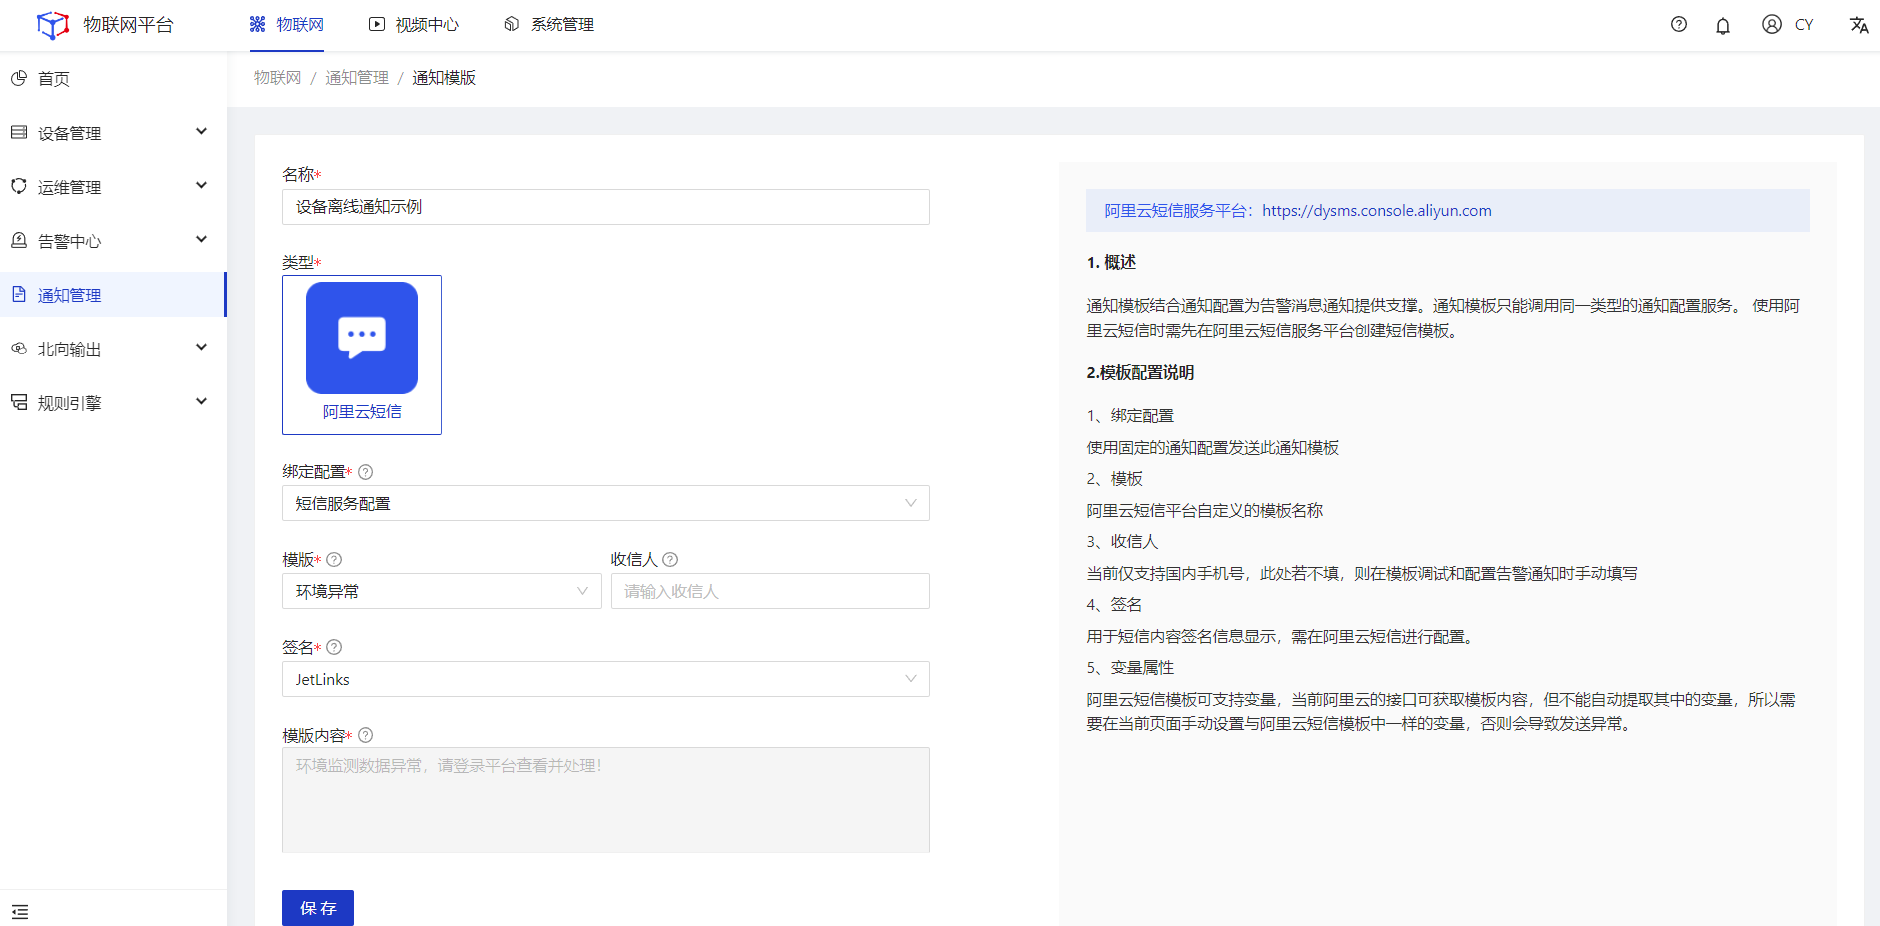 物联网平台
物联网
视频中心
系统管理
CY
首页
设备管理
运维管理
告警中心
通知管理
北向输出
规则引擎
物联网 / 通知管理 / 通知模版
名称*
设备离线通知示例
类型*
阿里云短信
绑定配置*
短信服务配置
模版*
环境异常
收信人
请输入收信人
签名*
JetLinks
模版内容*
环境监测数据异常，请登录平台查看并处理！
保 存
阿里云短信服务平台：https://dysms.console.aliyun.com
1. 概述
通知模板结合通知配置为告警消息通知提供支撑。通知模板只能调用同一类型的通知配置服务。 使用阿
里云短信时需先在阿里云短信服务平台创建短信模板。
2.模板配置说明
1、绑定配置
使用固定的通知配置发送此通知模板
2、模板
阿里云短信平台自定义的模板名称
3、收信人
当前仅支持国内手机号，此处若不填，则在模板调试和配置告警通知时手动填写
4、签名
用于短信内容签名信息显示，需在阿里云短信进行配置。
5、变量属性
阿里云短信模板可支持变量，当前阿里云的接口可获取模板内容，但不能自动提取其中的变量，所以需
要在当前页面手动设置与阿里云短信模板中一样的变量，否则会导致发送异常。